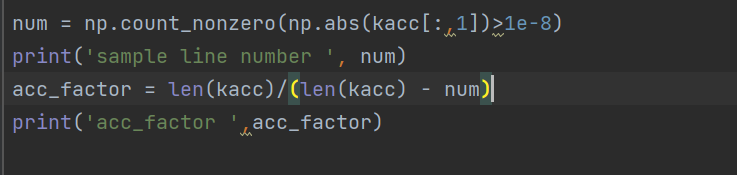 num = np.count_nonzero(np.abs(kacc[:,1])>1e-8)
print('sample line number ', num)
acc_factor = len(kacc)/(len(kacc) - num)
print('acc_factor ',acc_factor)